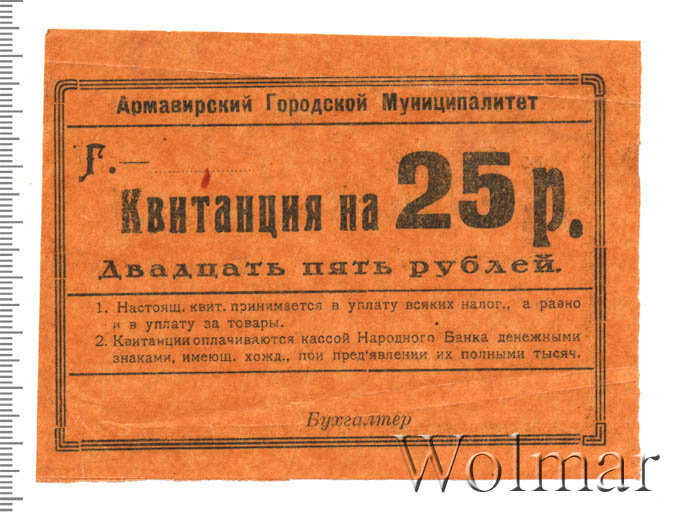 Армавирский Городской Муниципалитет
Г.—
Квитанция на 25 р.
Двадцать пять рублей.
1. Настоящ. квит. принимается в уплату всяких налог., а равно
и в уплату за товары.
2. Квитанции оплачиваются кассой Народного Банка денежными
знаками, имеющ. хожд., пои пред'явлении их полными тысяч.
Бухгалтер
Wolmar